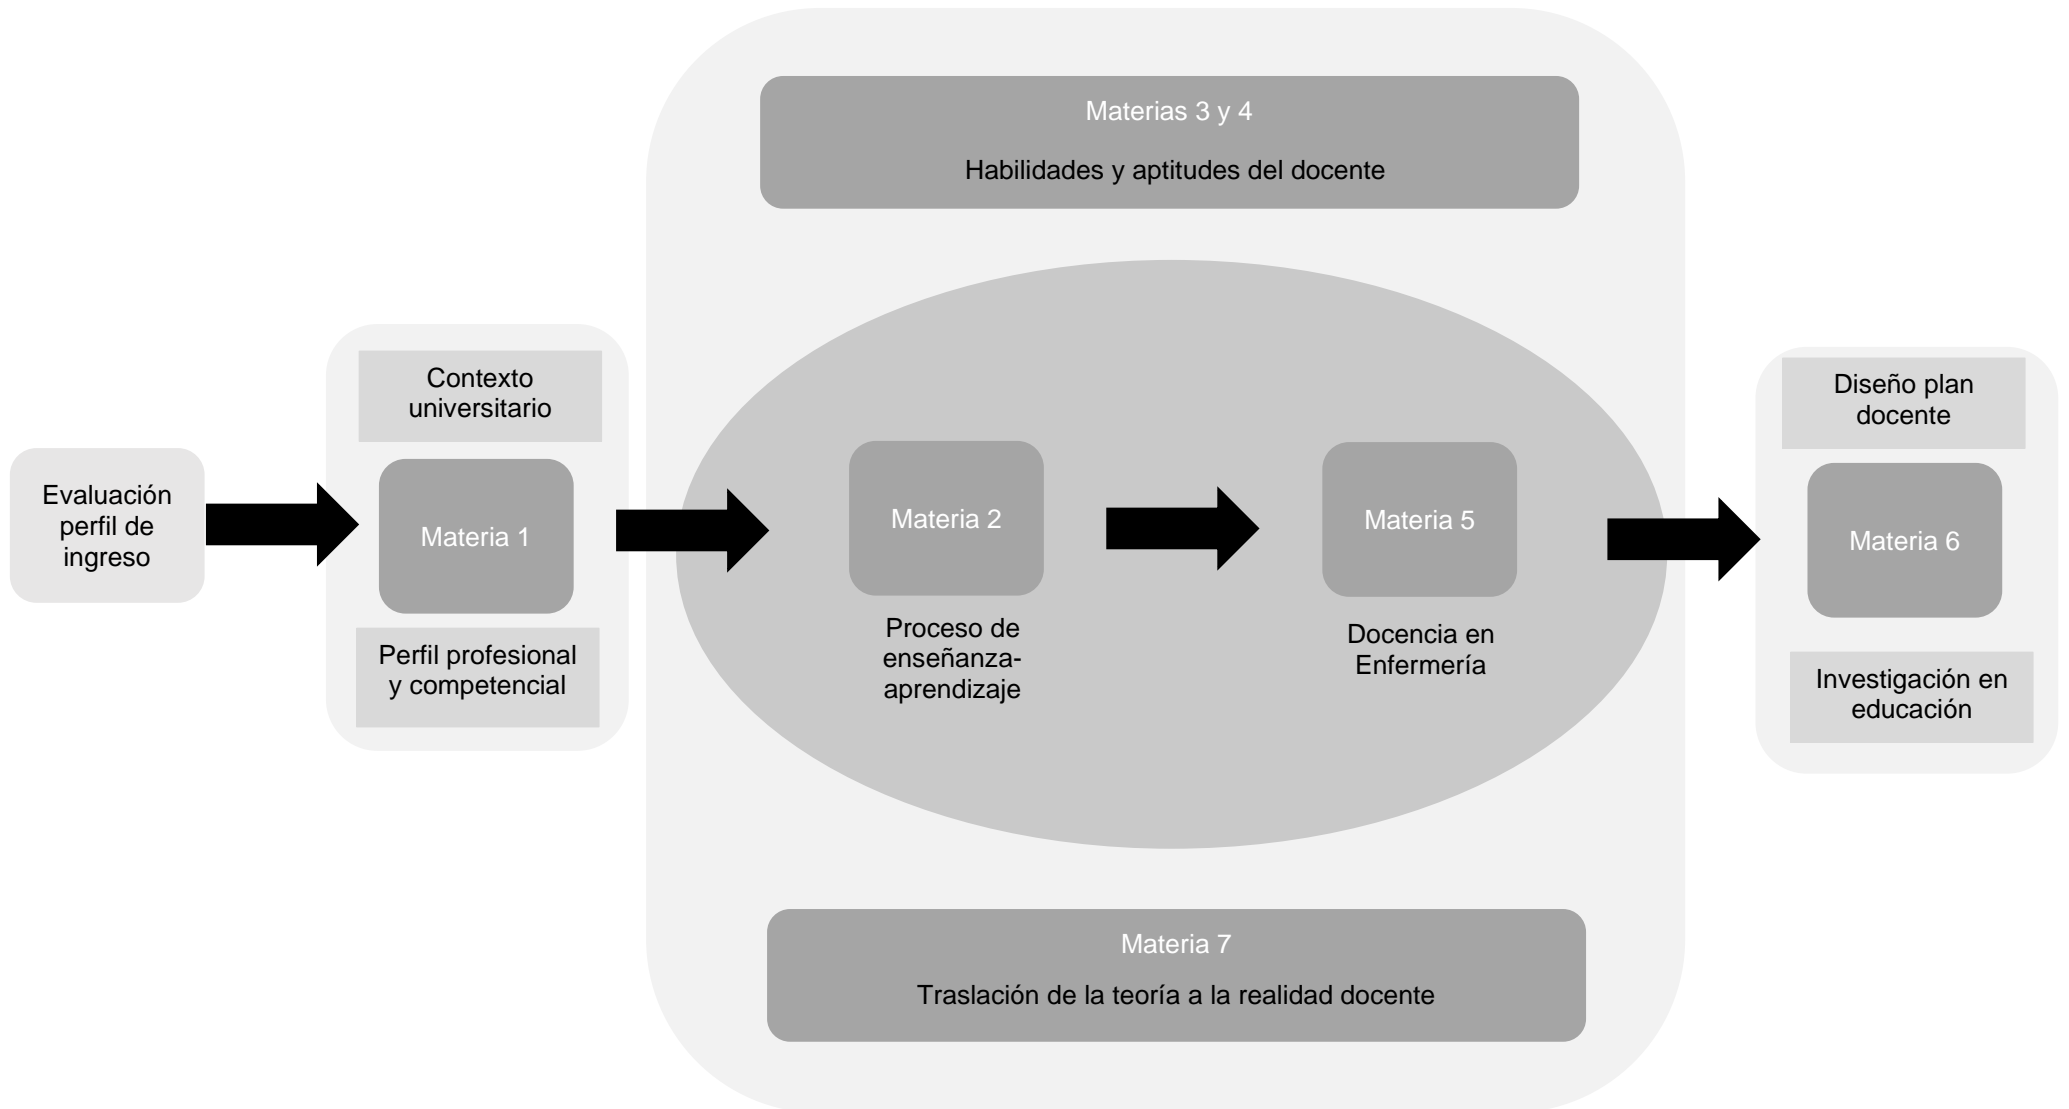 Materias 3 y 4
Habilidades y aptitudes del docente
Evaluación
perfil de
ingreso
Contexto
universitario
Materia 1
Perfil profesional
y competencial
Materia 2
Proceso de
enseñanza-
aprendizaje
Materia 5
Docencia en
Enfermería
Diseño plan
docente
Materia 6
Investigación en
educación
Materia 7
Traslación de la teoría a la realidad docente